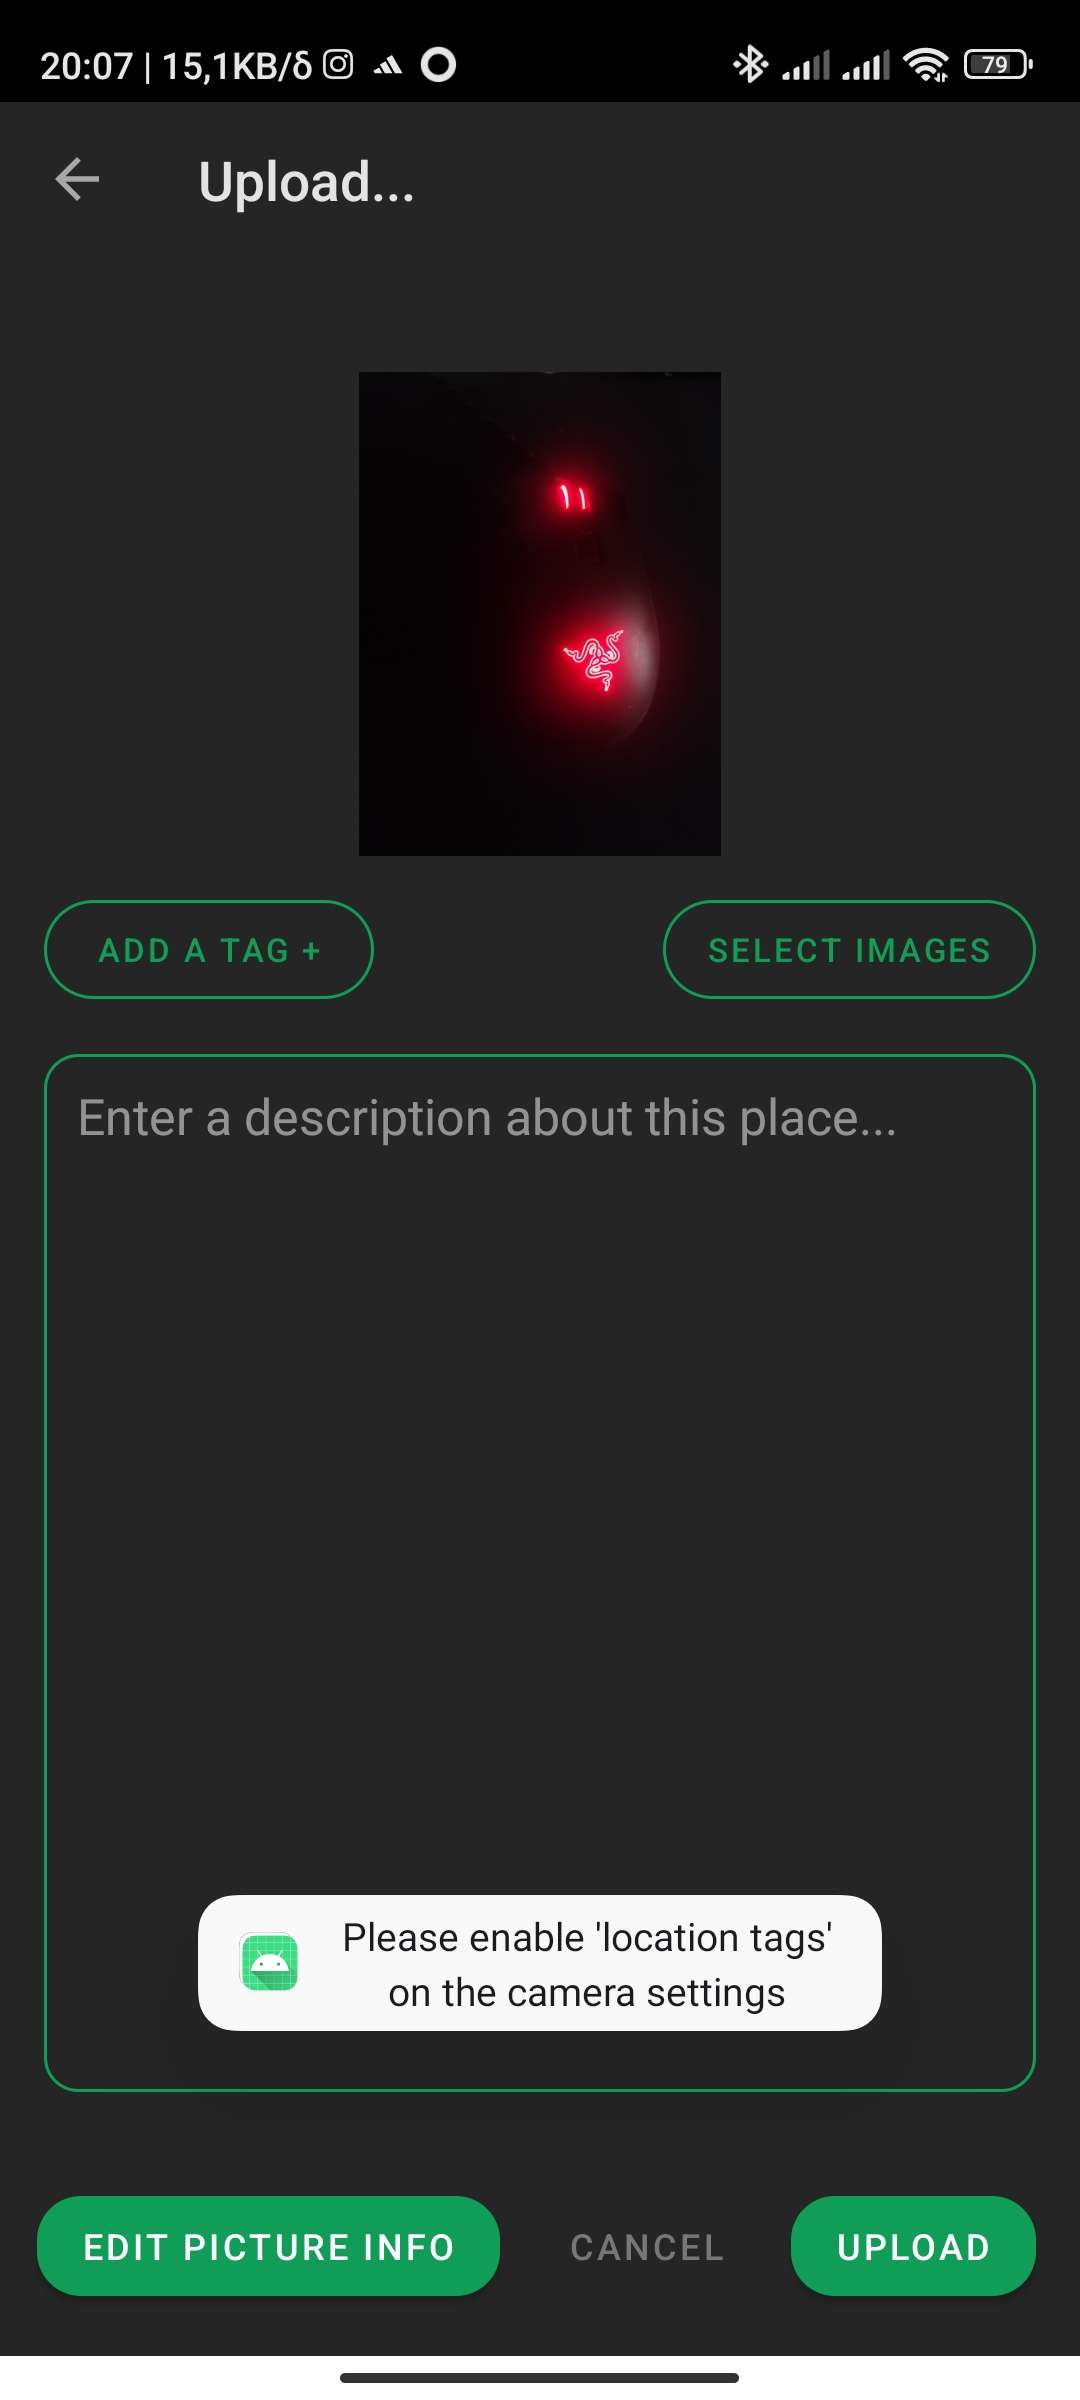 20:07 | 15,1KB/δ
79
Upload...
ADD A TAG +
SELECT IMAGES
Enter a description about this place...
Please enable 'location tags'
on the camera settings
EDIT PICTURE INFO
CANCEL
UPLOAD